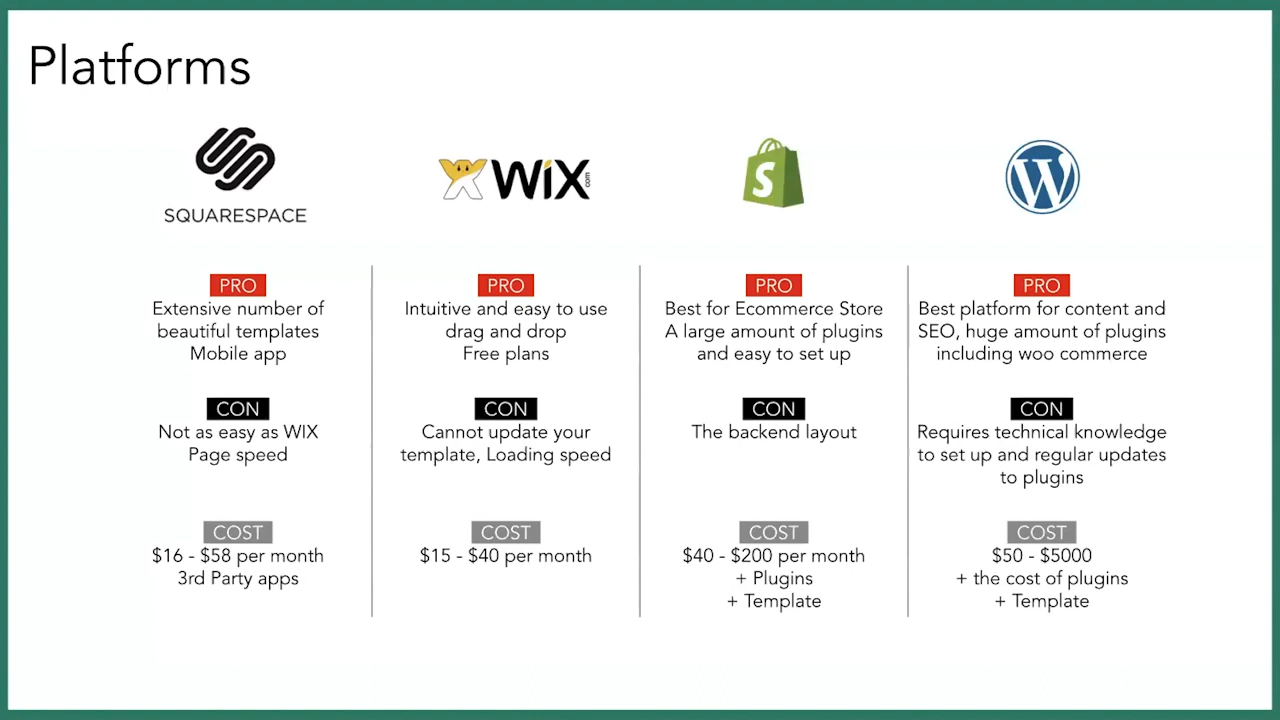 Platforms
SQUARESPACE
PRO
Extensive number of
beautiful templates
Mobile app
CON
Not as easy as WIX
Page speed
COST
$16 - $58 per month
3rd Party apps
WiX.com
PRO
Intuitive and easy to use
drag and drop
Free plans
CON
Cannot update your
template, Loading speed
COST
$15 - $40 per month
PRO
Best for Ecommerce Store
A large amount of plugins
and easy to set up
CON
The backend layout
COST
$40 - $200 per month
+ Plugins
+ Template
PRO
Best platform for content and
SEO, huge amount of plugins
including woo commerce
CON
Requires technical knowledge
to set up and regular updates
to plugins
COST
$50 - $5000
+ the cost of plugins
+ Template